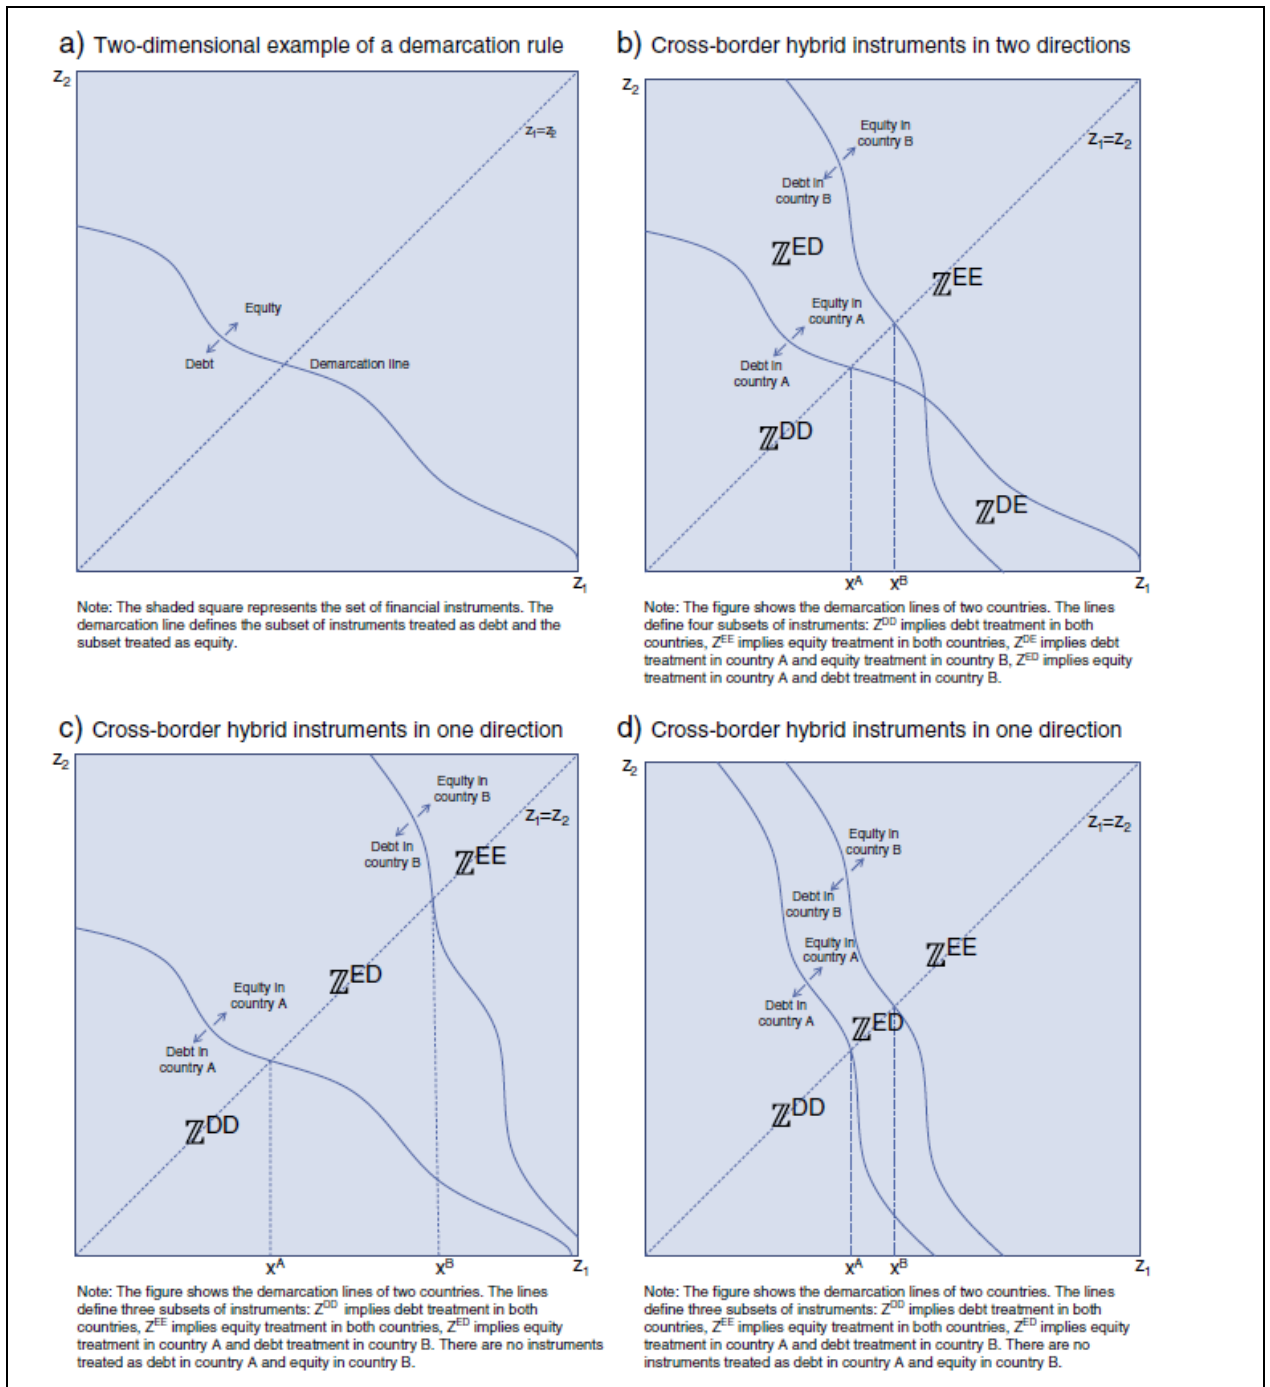 a) Two-dimensional example of a demarcation rule
z₂
z₁=z₂
Equity
Debt
Demarcation line
z₁
Note: The shaded square represents the set of financial instruments. The
demarcation line defines the subset of instruments treated as debt and the
subset treated as equity.
b) Cross-border hybrid instruments in two directions
z₂
Equity in
country B
z₁=z₂
Debt in
country B
ℤᴱᴰ
ℤᴱᴱ
Equity in
country A
Debt in
country A
ℤᴰᴰ
ℤᴰᴱ
xᴬ
xᴮ
z₁
Note: The figure shows the demarcation lines of two countries. The lines
define four subsets of instruments: Zᴰᴰ implies debt treatment in both
countries, Zᴱᴱ implies equity treatment in both countries, Zᴰᴱ implies debt
treatment in country A and equity treatment in country B, Zᴱᴰ implies equity
treatment in country A and debt treatment in country B.
c) Cross-border hybrid instruments in one direction
z₂
Equity in
country B
z₁=z₂
Debt in
country B
ℤᴱᴱ
ℤᴱᴰ
Equity in
country A
Debt in
country A
ℤᴰᴰ
xᴬ
xᴮ
z₁
Note: The figure shows the demarcation lines of two countries. The lines
define three subsets of instruments: Zᴰᴰ implies debt treatment in both
countries, Zᴱᴱ implies equity treatment in both countries, Zᴱᴰ implies equity
treatment in country A and debt treatment in country B. There are no instruments
treated as debt in country A and equity in country B.
d) Cross-border hybrid instruments in one direction
z₂
z₁=z₂
Equity in
country B
Debt in
country B
Equity in
country A
ℤᴱᴱ
Debt in
country A
ℤᴱᴰ
ℤᴰᴰ
xᴬ
xᴮ
z₁
Note: The figure shows the demarcation lines of two countries. The lines
define three subsets of instruments: Zᴰᴰ implies debt treatment in both
countries, Zᴱᴱ implies equity treatment in both countries, Zᴱᴰ implies equity
treatment in country A and debt treatment in country B. There are no
instruments treated as debt in country A and equity in country B.